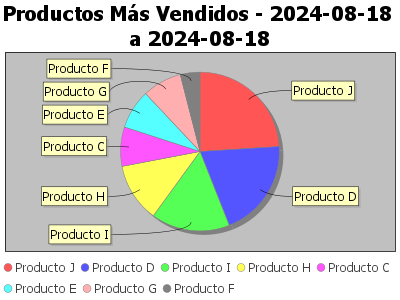 Productos Más Vendidos - 2024-08-18
a 2024-08-18
Producto F
Producto J
Producto G
Producto E
Producto C
Producto H
Producto D
Producto I
Producto J Producto D Producto I Producto H Producto C
Producto E Producto G Producto F